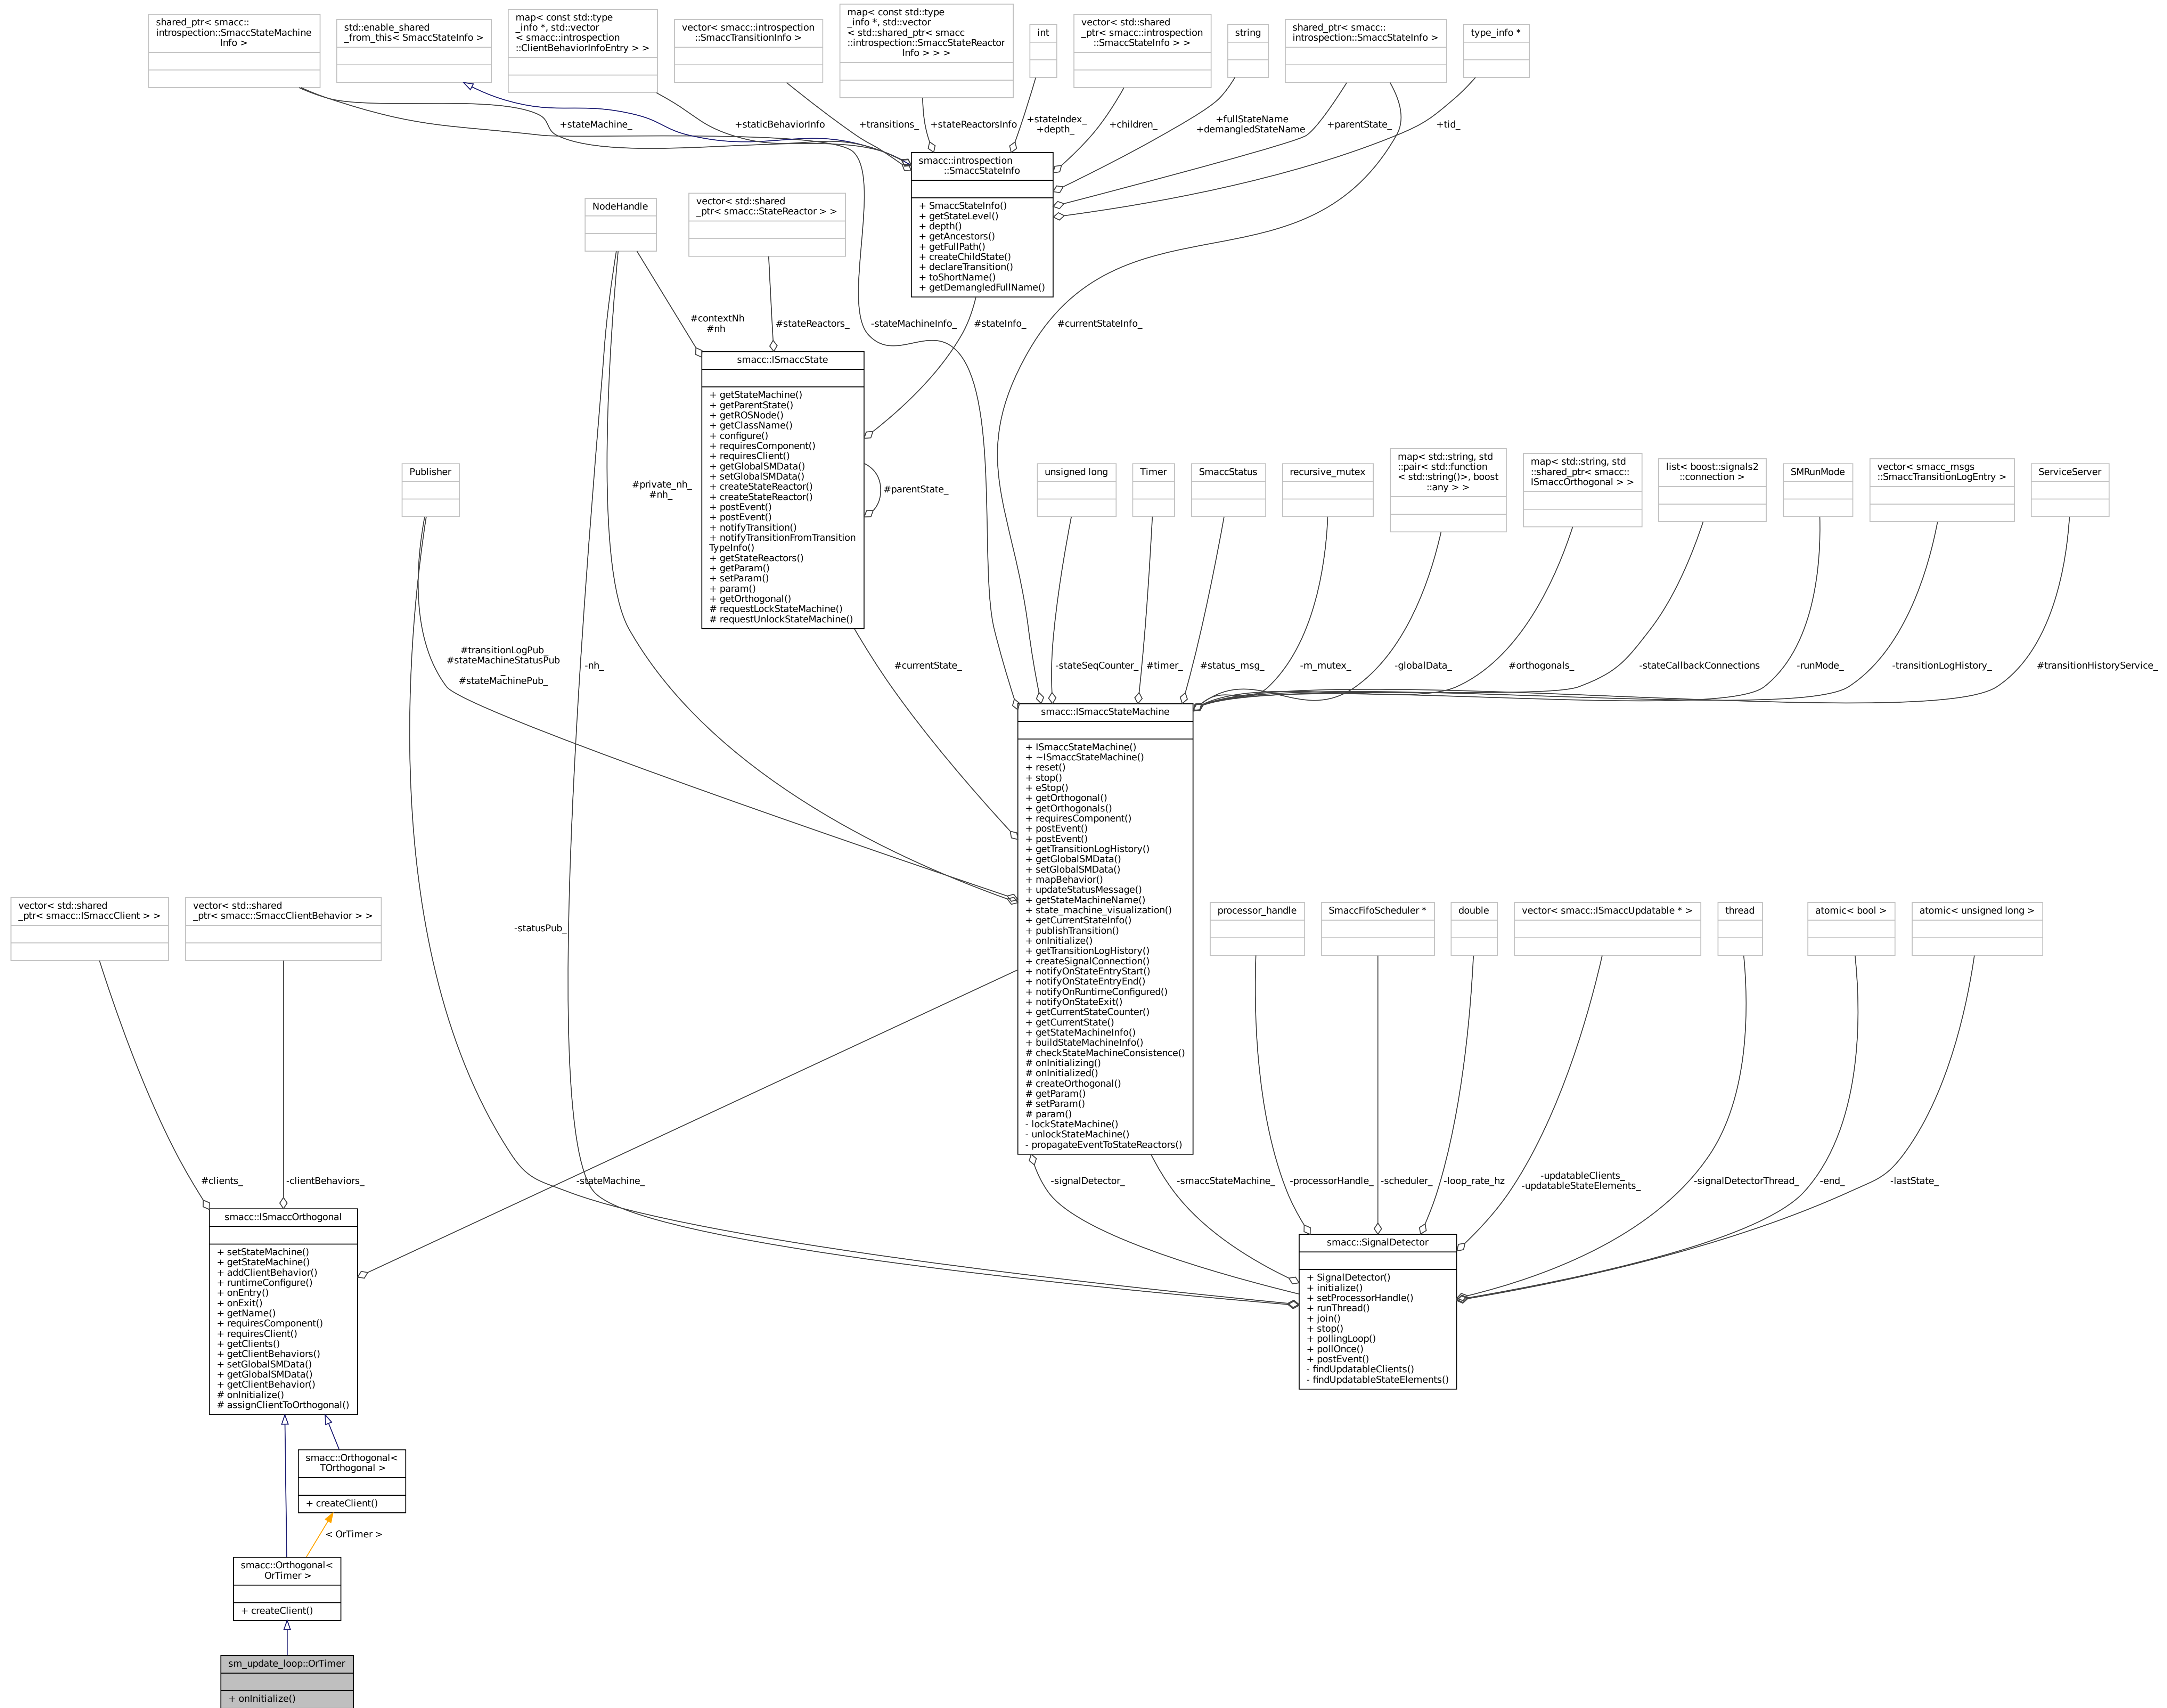 shared_ptr< smacc::
introspection::SmaccStateMachine
Info >
std::enable_shared
_from_this< SmaccStateInfo >
map< const std::type
_info *, std::vector
< smacc::introspection
::ClientBehaviorInfoEntry > >
vector< smacc::introspection
::SmaccTransitionInfo >
map< const std::type
_info *, std::vector
< std::shared_ptr< smacc
::introspection::SmaccStateReactor
Info > > >
int
vector< std::shared
_ptr< smacc::introspection
::SmaccStateInfo > >
string
shared_ptr< smacc::
introspection::SmaccStateInfo >
type_info *
+stateMachine_
+staticBehaviorInfo
+transitions_
+stateReactorsInfo
+stateIndex_
+depth_
+children_
+fullStateName
+demangledStateName
+parentState_
+tid_
smacc::introspection
::SmaccStateInfo
+ SmaccStateInfo()
+ getStateLevel()
+ depth()
+ getAncestors()
+ getFullPath()
+ createChildState()
+ declareTransition()
+ toShortName()
+ getDemangledFullName()
NodeHandle
vector< std::shared
_ptr< smacc::StateReactor > >
#contextNh
#nh
#stateReactors_
-stateMachineInfo_
#stateInfo_
#currentStateInfo_
smacc::ISmaccState
+ getStateMachine()
+ getParentState()
+ getROSNode()
+ getClassName()
+ configure()
+ requiresComponent()
+ requiresClient()
+ getGlobalSMData()
+ setGlobalSMData()
+ createStateReactor()
+ createStateReactor()
+ postEvent()
+ postEvent()
+ notifyTransition()
+ notifyTransitionFromTransition
TypeInfo()
+ getStateReactors()
+ getParam()
+ setParam()
+ param()
+ getOrthogonal()
# requestLockStateMachine()
# requestUnlockStateMachine()
#parentState_
Publisher
#private_nh_
#nh_
unsigned long
Timer
SmaccStatus
recursive_mutex
map< std::string, std
::pair< std::function
< std::string()>, boost
::any > >
map< std::string, std
::shared_ptr< smacc::
ISmaccOrthogonal > >
list< boost::signals2
::connection >
SMRunMode
vector< smacc_msgs
::SmaccTransitionLogEntry >
ServiceServer
#transitionLogPub_
#stateMachineStatusPub
_
#stateMachinePub_
-nh_
#currentState_
-stateSeqCounter_
#timer_
#status_msg_
-m_mutex_
-globalData_
#orthogonals_
-stateCallbackConnections
-runMode_
-transitionLogHistory_
#transitionHistoryService_
smacc::ISmaccStateMachine
+ ISmaccStateMachine()
+ ~ISmaccStateMachine()
+ reset()
+ stop()
+ eStop()
+ getOrthogonal()
+ getOrthogonals()
+ requiresComponent()
+ postEvent()
+ postEvent()
+ getTransitionLogHistory()
+ getGlobalSMData()
+ setGlobalSMData()
+ mapBehavior()
+ updateStatusMessage()
+ getStateMachineName()
+ state_machine_visualization()
+ getCurrentStateInfo()
+ publishTransition()
+ onInitialize()
+ getTransitionLogHistory()
+ createSignalConnection()
+ notifyOnStateEntryStart()
+ notifyOnStateEntryEnd()
+ notifyOnRuntimeConfigured()
+ notifyOnStateExit()
+ getCurrentStateCounter()
+ getCurrentState()
+ getStateMachineInfo()
+ buildStateMachineInfo()
# checkStateMachineConsistence()
# onInitializing()
# onInitialized()
# createOrthogonal()
# getParam()
# setParam()
# param()
- lockStateMachine()
- unlockStateMachine()
- propagateEventToStateReactors()
vector< std::shared
_ptr< smacc::ISmaccClient > >
vector< std::shared
_ptr< smacc::SmaccClientBehavior > >
-statusPub_
processor_handle
SmaccFifoScheduler *
double
vector< smacc::ISmaccUpdatable * >
thread
atomic< bool >
atomic< unsigned long >
#clients_
-clientBehaviors_
-stateMachine_
-signalDetector_
-smaccStateMachine_
-processorHandle_
-scheduler_
-loop_rate_hz
-updatableClients_
-updatableStateElements_
-signalDetectorThread_
-end_
-lastState_
smacc::ISmaccOrthogonal
+ setStateMachine()
+ getStateMachine()
+ addClientBehavior()
+ runtimeConfigure()
+ onEntry()
+ onExit()
+ getName()
+ requiresComponent()
+ requiresClient()
+ getClients()
+ getClientBehaviors()
+ setGlobalSMData()
+ getGlobalSMData()
+ getClientBehavior()
# onInitialize()
# assignClientToOrthogonal()
smacc::SignalDetector
+ SignalDetector()
+ initialize()
+ setProcessorHandle()
+ runThread()
+ join()
+ stop()
+ pollingLoop()
+ pollOnce()
+ postEvent()
- findUpdatableClients()
- findUpdatableStateElements()
smacc::Orthogonal<
TOrthogonal >
+ createClient()
< OrTimer >
smacc::Orthogonal<
OrTimer >
+ createClient()
sm_update_loop::OrTimer
+ onInitialize()